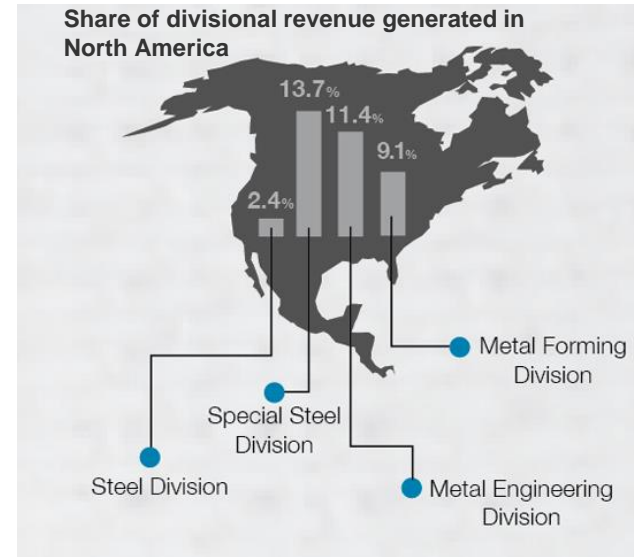 Share of divisional revenue generated in
North America
13.7%
11.4%
9.1%
2.4%
Metal Forming
Division
Special Steel
Division
Steel Division
Metal Engineering
Division